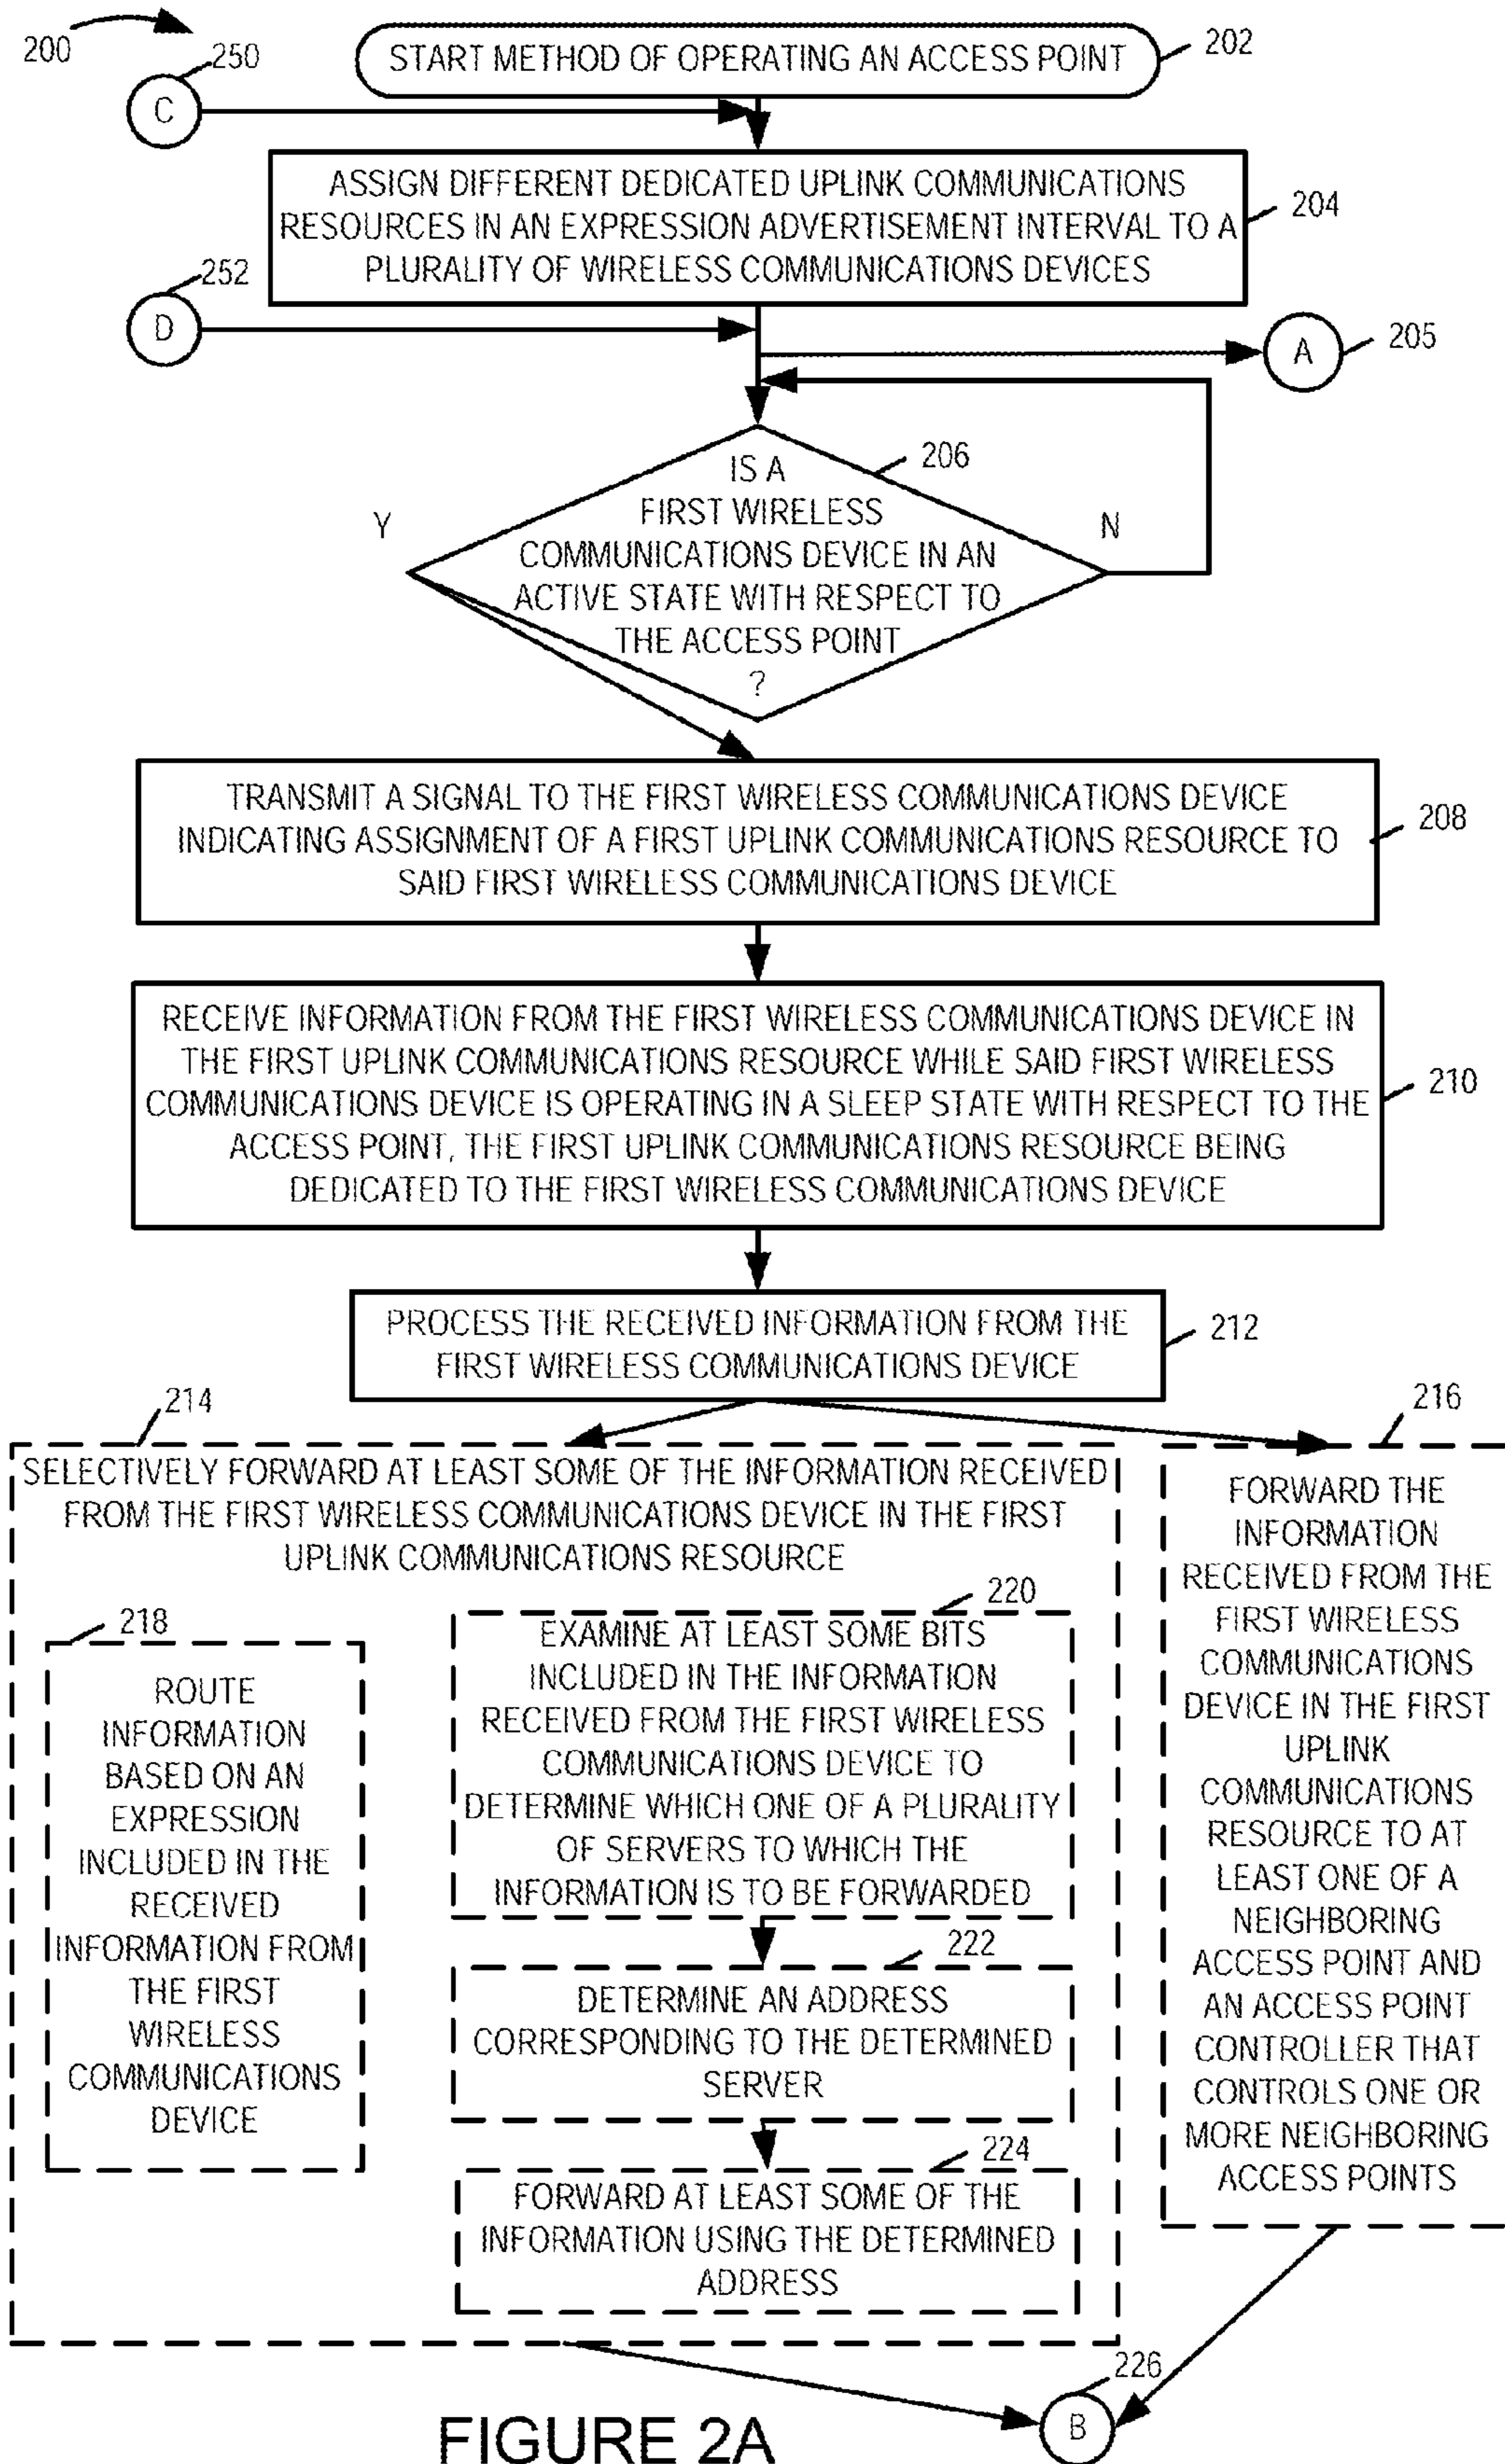 200
START METHOD OF OPERATING AN ACCESS POINT
202
250
C
ASSIGN DIFFERENT DEDICATED UPLINK COMMUNICATIONS
RESOURCES IN AN EXPRESSION ADVERTISEMENT INTERVAL TO A
PLURALITY OF WIRELESS COMMUNICATIONS DEVICES
204
252
D
A
205
IS A
FIRST WIRELESS
COMMUNICATIONS DEVICE IN AN
ACTIVE STATE WITH RESPECT TO
THE ACCESS POINT
?
206
Y
N
TRANSMIT A SIGNAL TO THE FIRST WIRELESS COMMUNICATIONS DEVICE
INDICATING ASSIGNMENT OF A FIRST UPLINK COMMUNICATIONS RESOURCE TO
SAID FIRST WIRELESS COMMUNICATIONS DEVICE
208
RECEIVE INFORMATION FROM THE FIRST WIRELESS COMMUNICATIONS DEVICE IN
THE FIRST UPLINK COMMUNICATIONS RESOURCE WHILE SAID FIRST WIRELESS
COMMUNICATIONS DEVICE IS OPERATING IN A SLEEP STATE WITH RESPECT TO THE
ACCESS POINT, THE FIRST UPLINK COMMUNICATIONS RESOURCE BEING
DEDICATED TO THE FIRST WIRELESS COMMUNICATIONS DEVICE
210
PROCESS THE RECEIVED INFORMATION FROM THE
FIRST WIRELESS COMMUNICATIONS DEVICE
212
214
SELECTIVELY FORWARD AT LEAST SOME OF THE INFORMATION RECEIVED
FROM THE FIRST WIRELESS COMMUNICATIONS DEVICE IN THE FIRST
UPLINK COMMUNICATIONS RESOURCE
218
ROUTE
INFORMATION
BASED ON AN
EXPRESSION
INCLUDED IN THE
RECEIVED
INFORMATION FROM
THE FIRST
WIRELESS
COMMUNICATIONS
DEVICE
220
EXAMINE AT LEAST SOME BITS
INCLUDED IN THE INFORMATION
RECEIVED FROM THE FIRST WIRELESS
COMMUNICATIONS DEVICE TO
DETERMINE WHICH ONE OF A PLURALITY
OF SERVERS TO WHICH THE
INFORMATION IS TO BE FORWARDED
222
DETERMINE AN ADDRESS
CORRESPONDING TO THE DETERMINED
SERVER
224
FORWARD AT LEAST SOME OF THE
INFORMATION USING THE DETERMINED
ADDRESS
216
FORWARD THE
INFORMATION
RECEIVED FROM THE
FIRST WIRELESS
COMMUNICATIONS
DEVICE IN THE FIRST
UPLINK
COMMUNICATIONS
RESOURCE TO AT
LEAST ONE OF A
NEIGHBORING
ACCESS POINT AND
AN ACCESS POINT
CONTROLLER THAT
CONTROLS ONE OR
MORE NEIGHBORING
ACCESS POINTS
226
B
FIGURE 2A